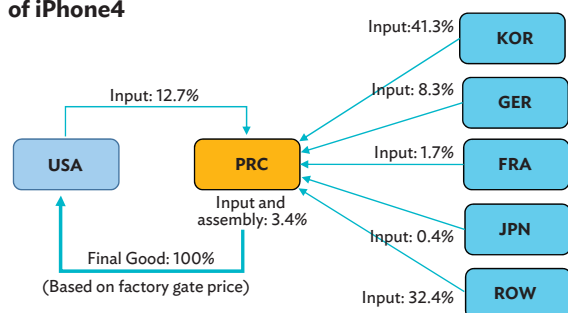 of iPhone4
Input:41.3%
KOR
Input: 12.7%
Input: 8.3%
GER
USA
PRC
Input: 1.7%
FRA
Input and
assembly: 3.4%
JPN
Input: 0.4%
Final Good: 100%
(Based on factory gate price)
Input: 32.4%
ROW